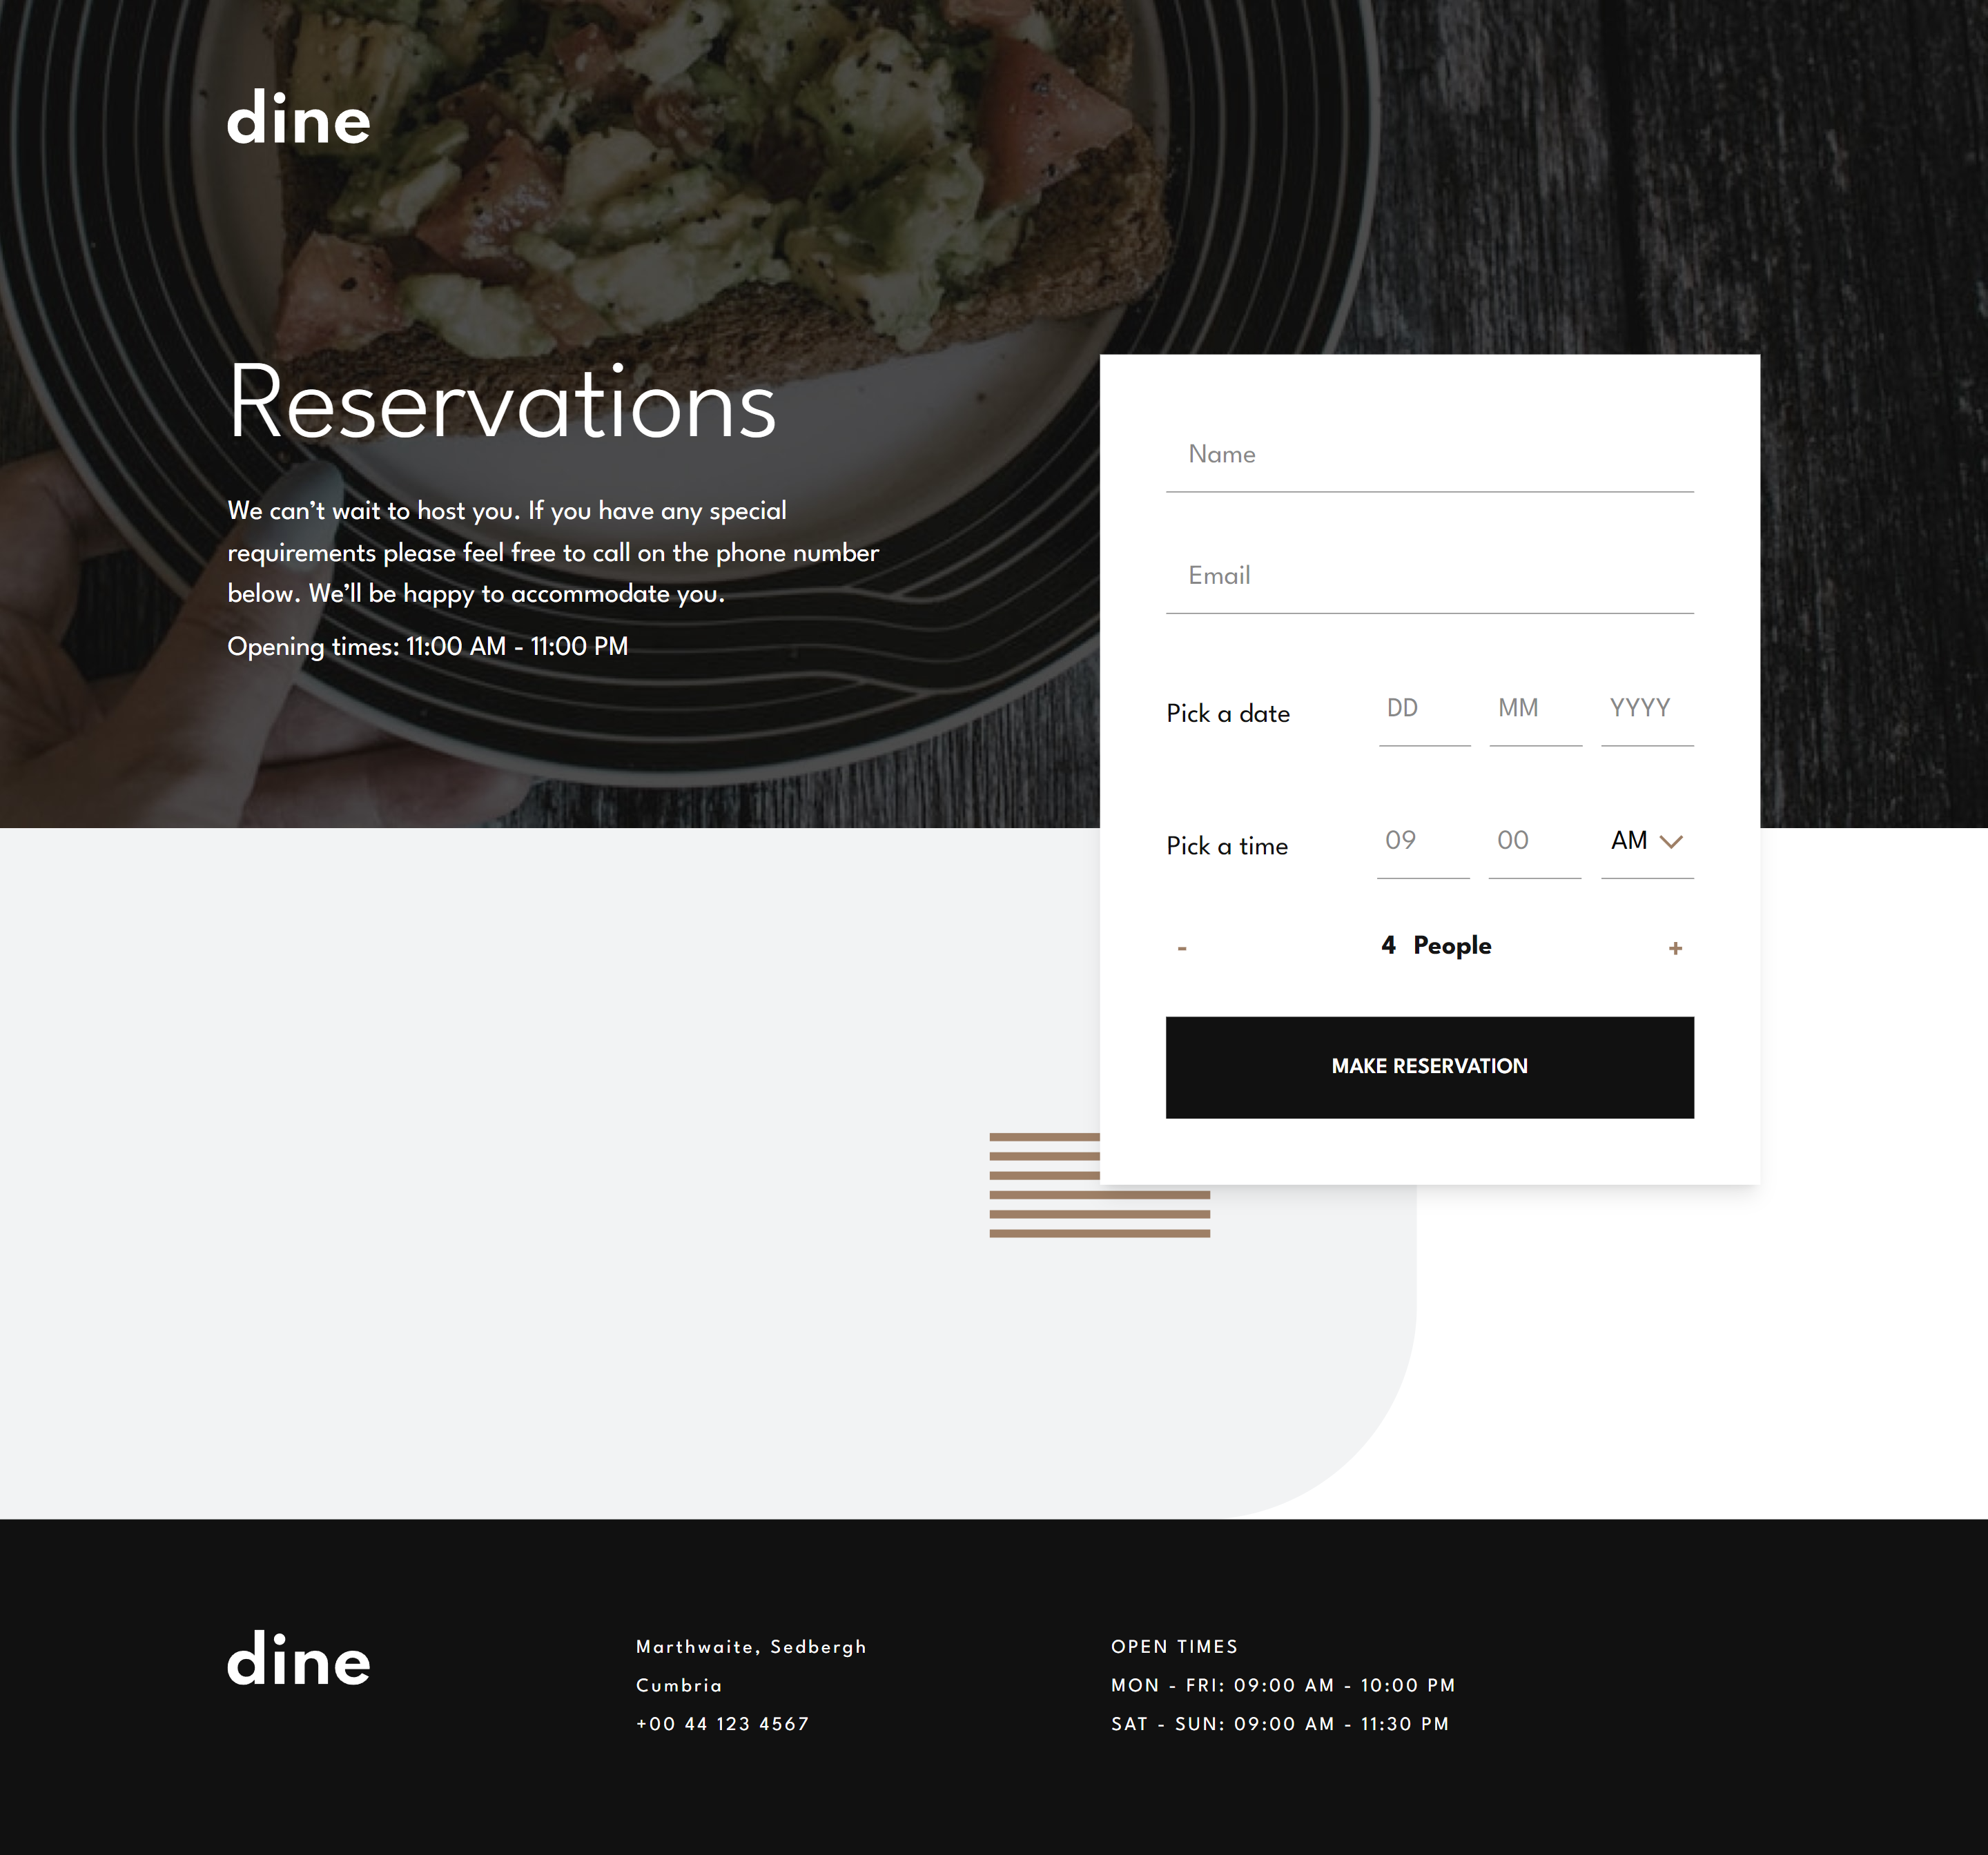 dine
Reservations
We can’t wait to host you. If you have any special
requirements please feel free to call on the phone number
below. We’ll be happy to accommodate you.
Opening times: 11:00 AM - 11:00 PM
Name
Email
Pick a date DD MM YYYY
Pick a time 09 00 AM
- 4 People +
MAKE RESERVATION
dine
Marthwaite, Sedbergh
Cumbria
+00 44 123 4567
OPEN TIMES
MON - FRI: 09:00 AM - 10:00 PM
SAT - SUN: 09:00 AM - 11:30 PM